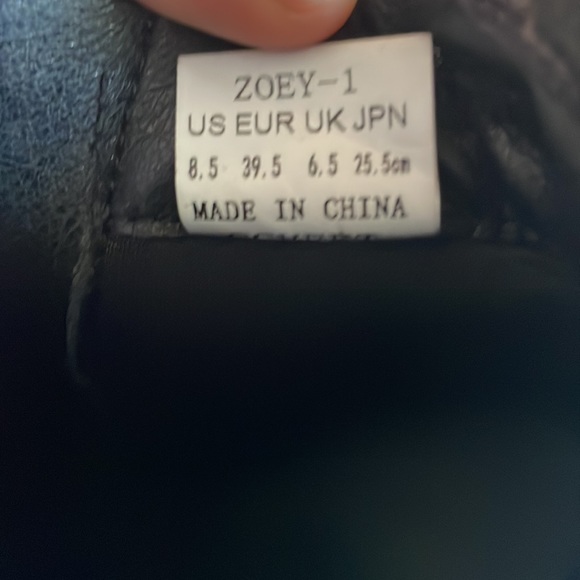 ZOEY-1
US EUR UK JPN
8.5 39.5 6.5 25.5cm
MADE IN CHINA